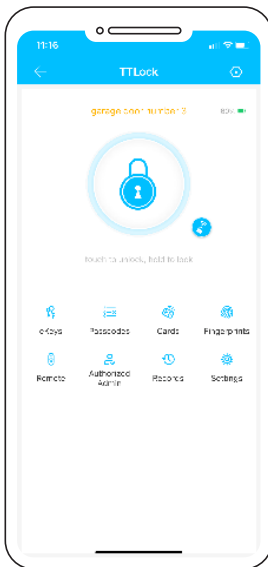 11:16
TTLock
garage door number 3
60%
touch to unlock, hold to lock
eKeys
Passcodes
Cards
Fingerprints
Remote
Authorized
Admin
Records
Settings